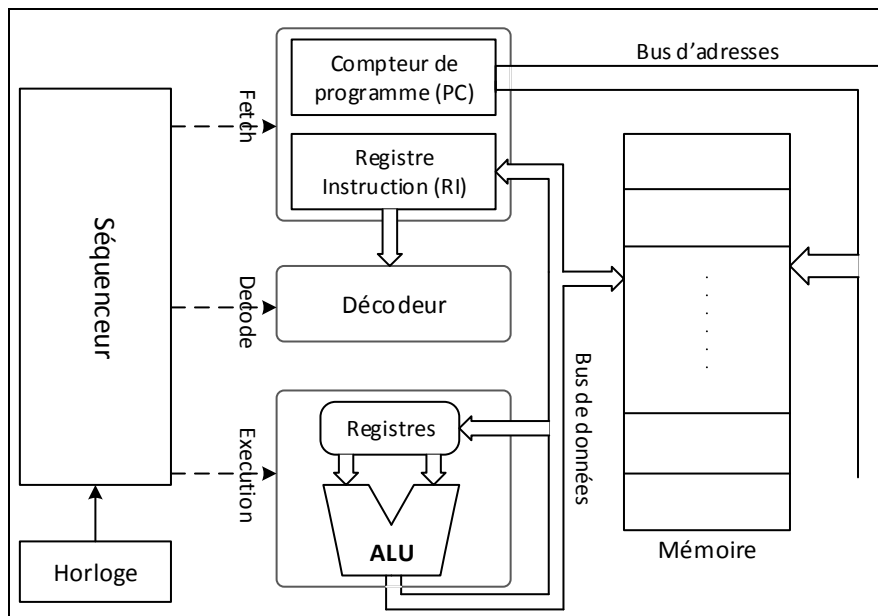 Compteur de
programme (PC)
Bus d'adresses
Fetch
Registre
Instruction (RI)
Séquenceur
Decode
Décodeur
Bus de données
Execution
Registres
ALU
Mémoire
Horloge